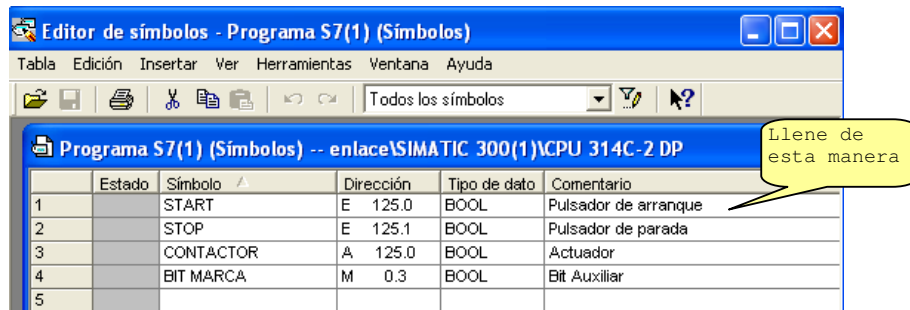 Editor de símbolos - Programa S7(1) (Símbolos)
Tabla Edición Insertar Ver Herramientas Ventana Ayuda
Todos los símbolos
Programa S7(1) (Símbolos) -- enlace\SIMATIC 300(1)\CPU 314C-2 DP
Llene de
esta manera
Estado Símbolo Dirección Tipo de dato Comentario
1 START E 125.0 BOOL Pulsador de arranque
2 STOP E 125.1 BOOL Pulsador de parada
3 CONTACTOR A 125.0 BOOL Actuador
4 BIT MARCA M 0.3 BOOL Bit Auxiliar
5